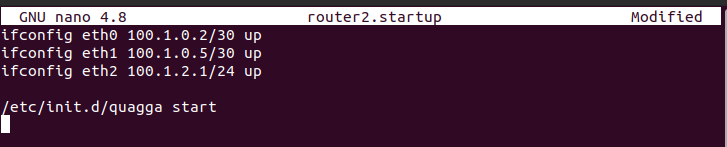 GNU nano 4.8 router2.startup Modified
ifconfig eth0 100.1.0.2/30 up
ifconfig eth1 100.1.0.5/30 up
ifconfig eth2 100.1.2.1/24 up
/etc/init.d/quagga start